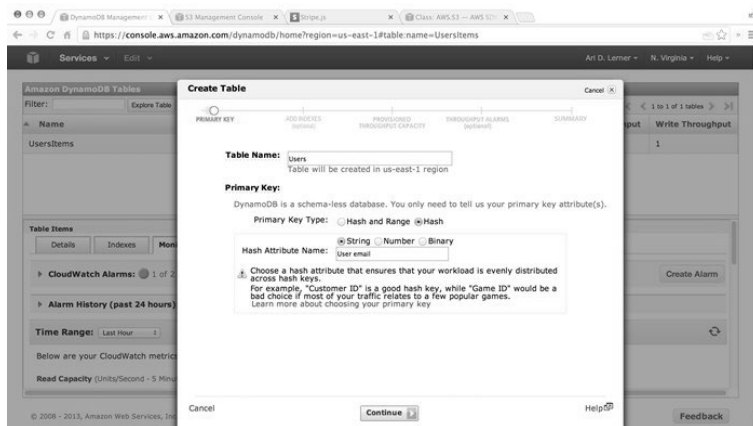 DynamoDB Management C
S3 Management Console
Stripe.js
Class: AWS.S3 — AWS SDK
https://console.aws.amazon.com/dynamodb/home?region=us-east-1#table:name=UsersItems
Services
Edit
Ari D. Lerner
N. Virginia
Help
Amazon DynamoDB Tables
Filter:
Explore Table
1 to 1 of 1 tables
Name
put
Write Throughput
UsersItems
1
Create Table
Cancel
PRIMARY KEY
ADD INDEXES
(optional)
PROVISIONED
THROUGHPUT CAPACITY
THROUGHPUT ALARMS
(optional)
SUMMARY
Table Name: Users
Table will be created in us-east-1 region
Primary Key:
DynamoDB is a schema-less database. You only need to tell us your primary key attribute(s).
Primary Key Type: Hash and Range Hash
String Number Binary
Hash Attribute Name: User email
Choose a hash attribute that ensures that your workload is evenly distributed
across hash keys.
For example, "Customer ID" is a good hash key, while "Game ID" would be a
bad choice if most of your traffic relates to a few popular games.
Learn more about choosing your primary key
Cancel
Continue
Help
Table Items
Details
Indexes
Moni
CloudWatch Alarms: 1 of 2
Create Alarm
Alarm History (past 24 hours)
Time Range: Last Hour
Below are your CloudWatch metrics
Read Capacity (Units/Second - 5 Minu
© 2008 - 2013, Amazon Web Services, Inc
Feedback